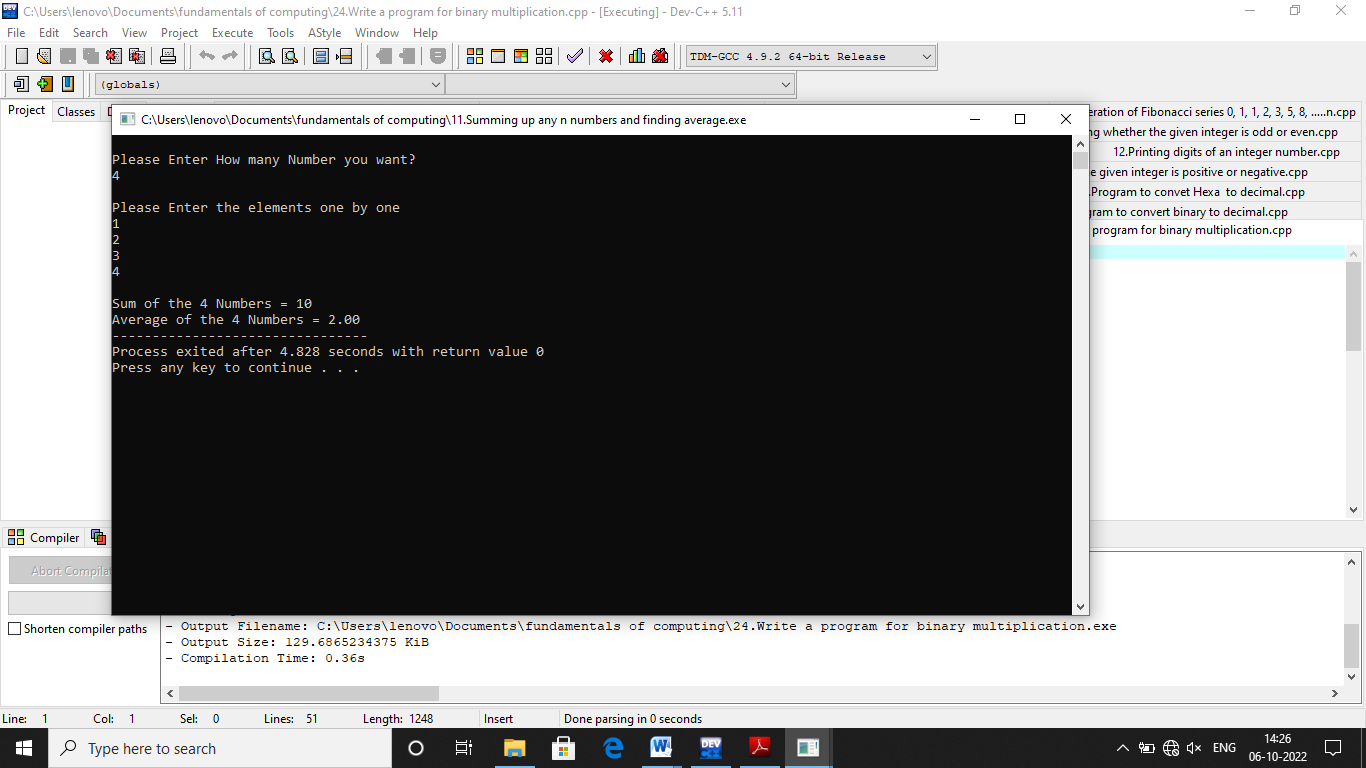 C:\Users\lenovo\Documents\fundamentals of computing\24.Write a program for binary multiplication.cpp - [Executing] - Dev-C++ 5.11
File Edit Search View Project Execute Tools AStyle Window Help
TDM-GCC 4.9.2 64-bit Release
(globals)
Project Classes D
C:\Users\lenovo\Documents\fundamentals of computing\11.Summing up any n numbers and finding average.exe
eration of Fibonacci series 0, 1, 1, 2, 3, 5, 8, .....n.cpp
ng whether the given integer is odd or even.cpp
12.Printing digits of an integer number.cpp
e given integer is positive or negative.cpp
.Program to convet Hexa to decimal.cpp
gram to convert binary to decimal.cpp
program for binary multiplication.cpp
Please Enter How many Number you want?
4
Please Enter the elements one by one
1
2
3
4
Sum of the 4 Numbers = 10
Average of the 4 Numbers = 2.00
--------------------------------
Process exited after 4.828 seconds with return value 0
Press any key to continue . . .
Compiler
Abort Compilat
Shorten compiler paths
- Output Filename: C:\Users\lenovo\Documents\fundamentals of computing\24.Write a program for binary multiplication.exe
- Output Size: 129.6865234375 KiB
- Compilation Time: 0.36s
Line: 1 Col: 1 Sel: 0 Lines: 51 Length: 1248 Insert Done parsing in 0 seconds
Type here to search
DEV
ENG
14:26
06-10-2022